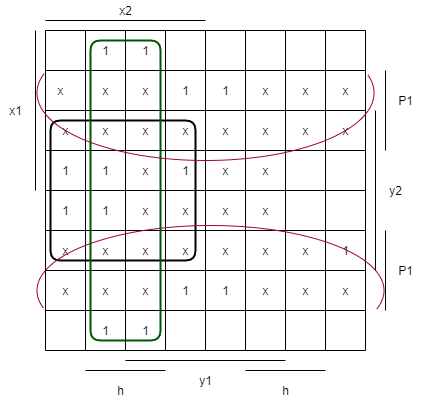 x2
1 1
x x x 1 1 x x x
P1
x1
x x x x x x x x
1 1 x 1 x x
y2
1 1 x x x x
x x x x x x x 1
P1
x x x 1 1 x x x
1 1
y1
h h